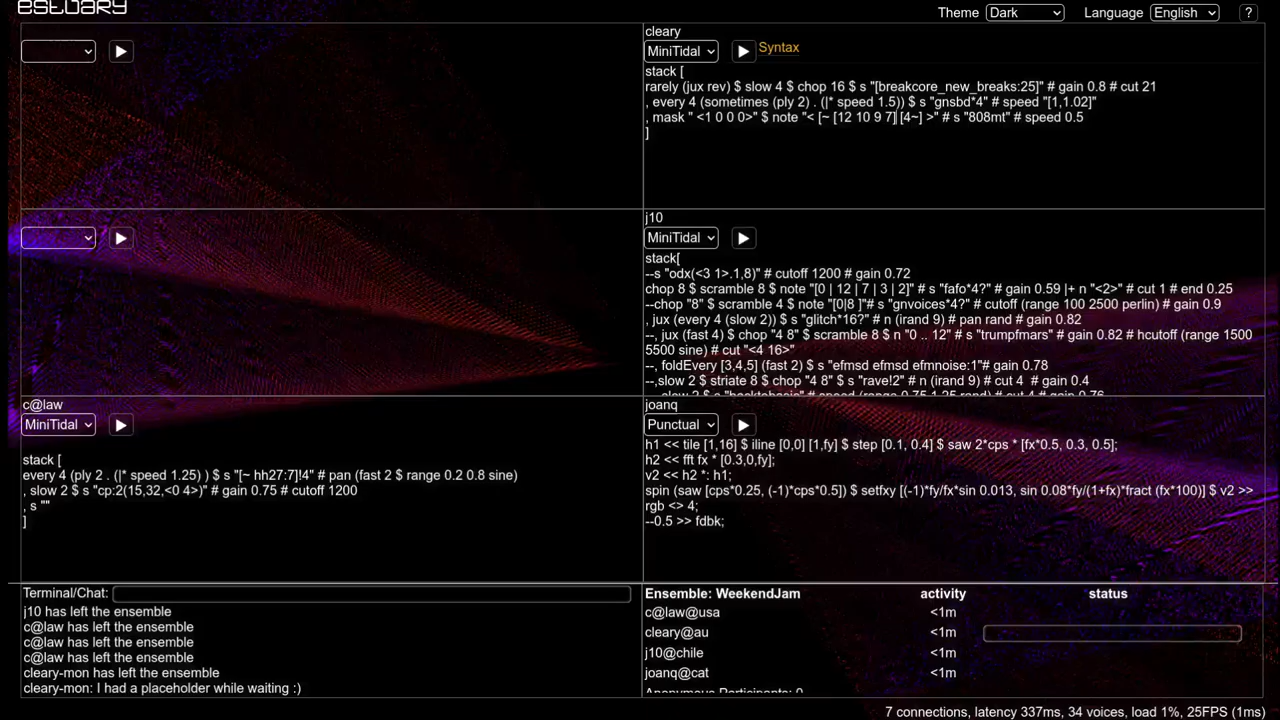 estuary
Theme Dark Language English ?
cleary
MiniTidal Syntax
stack [
rarely (jux rev) $ slow 4 $ chop 16 $ s "[breakcore_new_breaks:25]" # gain 0.8 # cut 21
, every 4 (sometimes (ply 2) . (|* speed 1.5)) $ s "gnsbd*4" # speed "[1,1.02]"
, mask " <1 0 0 0>" $ note "< [~ [12 10 9 7]] [4~] >" # s "808mt" # speed 0.5
]
j10
MiniTidal
stack[
--s "odx(<3 1>.1,8)" # cutoff 1200 # gain 0.72
chop 8 $ scramble 8 $ note "[0 | 12 | 7 | 3 | 2]" # s "fafo*4?" # gain 0.59 |+ n "<2>" # cut 1 # end 0.25
--chop "8" $ scramble 4 $ note "[0|8 ]"# s "gnvoices*4?" # cutoff (range 100 2500 perlin) # gain 0.9
, jux (every 4 (slow 2)) $ s "glitch*16?" # n (irand 9) # pan rand # gain 0.82
--, jux (fast 4) $ chop "4 8" $ scramble 8 $ n "0 .. 12" # s "trumpfmars" # gain 0.82 # hcutoff (range 1500
5500 sine) # cut "<4 16>"
--, foldEvery [3,4,5] (fast 2) $ s "efmsd efmsd efmnoise:1"# gain 0.78
--,slow 2 $ striate 8 $ chop "4 8" $ s "rave!2" # n (irand 9) # cut 4  # gain 0.4
c@law
MiniTidal
stack [
every 4 (ply 2 . (|* speed 1.25) ) $ s "[~ hh27:7]!4" # pan (fast 2 $ range 0.2 0.8 sine)
, slow 2 $ s "cp:2(15,32,<0 4>)" # gain 0.75 # cutoff 1200
, s ""
]
joanq
Punctual
h1 << tile [1,16] $ iline [0,0] [1,fy] $ step [0.1, 0.4] $ saw 2*cps * [fx*0.5, 0.3, 0.5];
h2 << fft fx * [0.3,0,fy];
v2 << h2 *: h1;
spin (saw [cps*0.25, (-1)*cps*0.5]) $ setfxy [(-1)*fy/fx*sin 0.013, sin 0.08*fy/(1+fx)*fract (fx*100)] $ v2 >>
rgb <> 4;
--0.5 >> fdbk;
Terminal/Chat:
j10 has left the ensemble
c@law has left the ensemble
c@law has left the ensemble
c@law has left the ensemble
cleary-mon has left the ensemble
cleary-mon: I had a placeholder while waiting :)
Ensemble: WeekendJam activity status
c@law@usa <1m
cleary@au <1m
j10@chile <1m
joanq@cat <1m
Anonymous Participants: 0
7 connections, latency 337ms, 34 voices, load 1%, 25FPS (1ms)